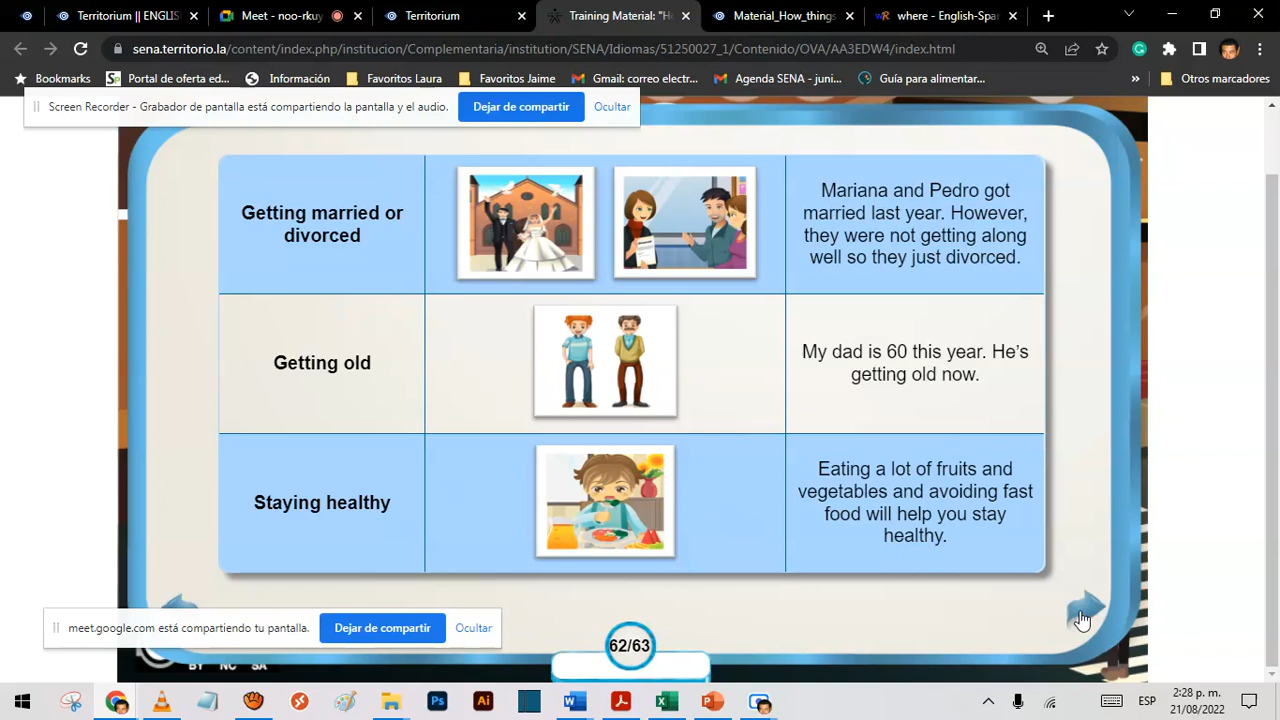 Territorium || ENGLISH
Meet - noo-rkuy
Territorium
Training Material: "He
Material_How_things
where - English-Span
sena.territorio.la/content/index.php/institucion/Complementaria/institution/SENA/Idiomas/51250027_1/Contenido/OVA/AA3EDW4/index.html
Bookmarks
Portal de oferta ed...
Información
Favoritos Laura
Favoritos Jaime
Gmail: correo electr...
Agenda SENA - juni...
Guía para alimentar...
»
Otros marcadores
Screen Recorder - Grabador de pantalla está compartiendo la pantalla y el audio.
Dejar de compartir
Ocultar
Getting married or
divorced
Mariana and Pedro got
married last year. However,
they were not getting along
well so they just divorced.
Getting old
My dad is 60 this year. He's
getting old now.
Staying healthy
Eating a lot of fruits and
vegetables and avoiding fast
food will help you stay
healthy.
meet.google.com está compartiendo tu pantalla.
Dejar de compartir
Ocultar
62/63
BY NC SA
ESP
2:28 p. m.
21/08/2022